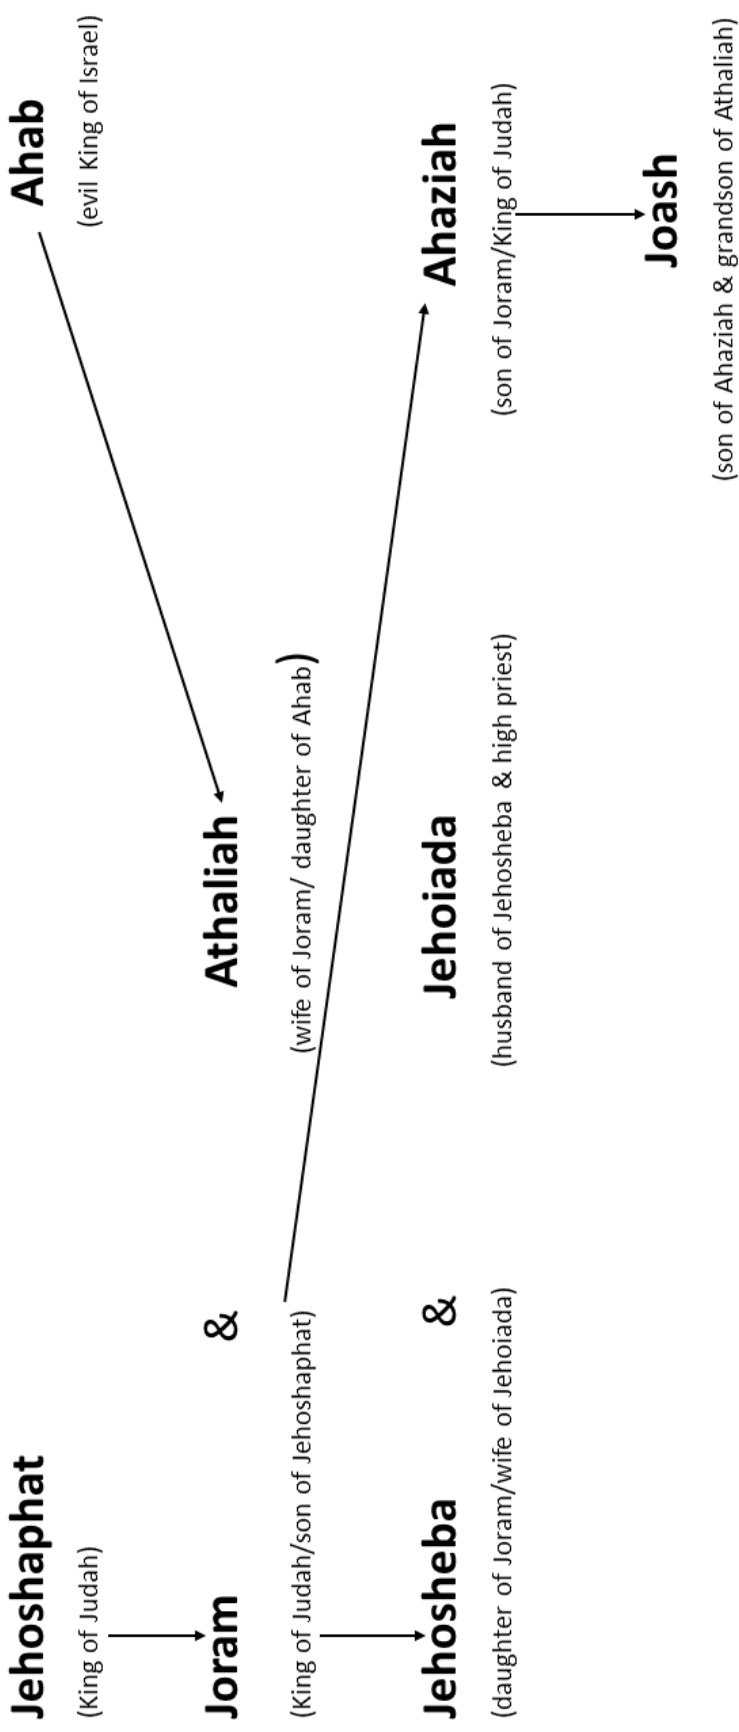 Jehoshaphat Ahab
(King of Judah) (evil King of Israel)
Joram & Athaliah
(King of Judah/son of Jehoshaphat) (wife of Joram/ daughter of Ahab)
Jehosheba & Jehoiada Ahaziah
(daughter of Joram/wife of Jehoiada) (husband of Jehosheba & high priest) (son of Joram/King of Judah)
Joash
(son of Ahaziah & grandson of Athaliah)